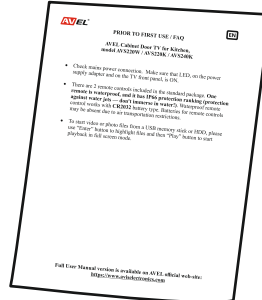 AVEL
EN
PRIOR TO FIRST USE / FAQ
AVEL Cabinet Door TV for Kitchen,
model AVS220W / AVS220K / AVS240K
• Check mains power connection. Make sure that LED, on the power
supply adapter and on the TV front panel, is ON.
• There are 2 remote controls included in the standard package. One
remote is waterproof, and it has IP66 protection ranking (protection
against water jets — don't immerse in water!). Waterproof remote
control works with CR2032 battery type. Batteries for remote controls
may be absent due to air transportation restrictions.
• To start video or photo files from a USB memory stick or HDD, please
use "Enter" button to highlight files and then "Play" button to start
playback in full screen mode.
Full User Manual version is available on AVEL official web-site:
https://www.avelectronics.com